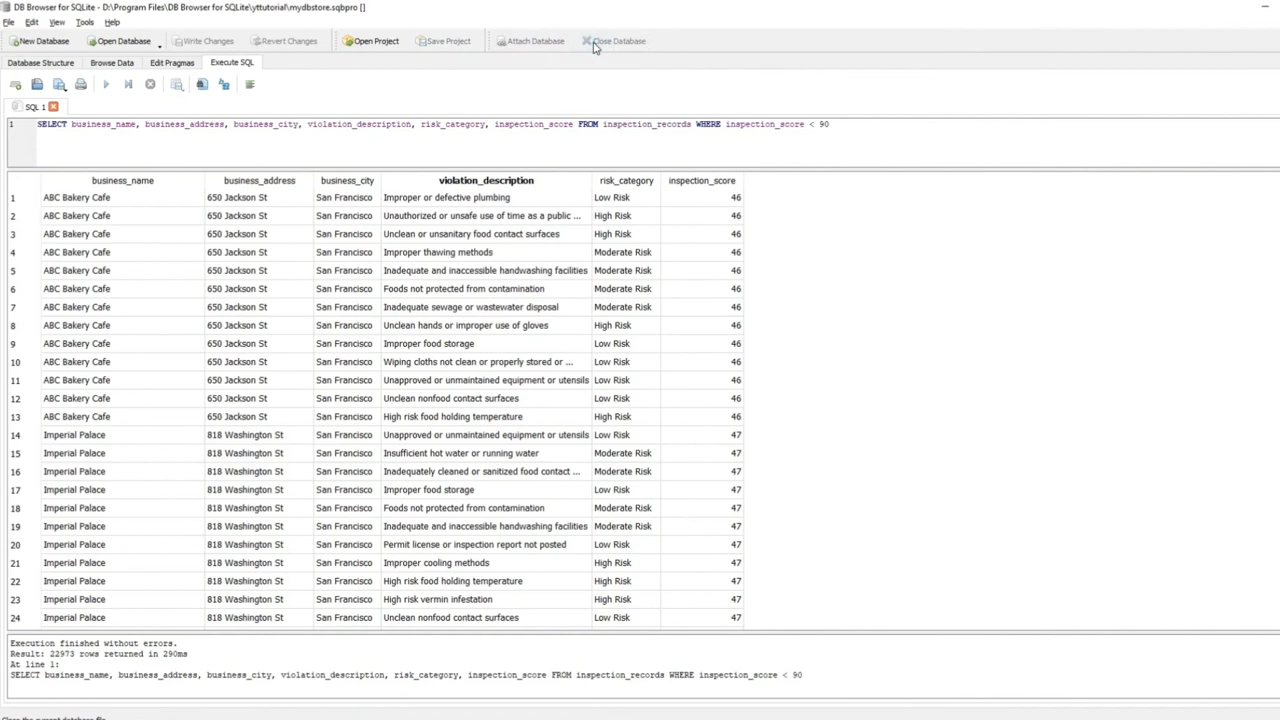 DB Browser for SQLite - D:\Program Files\DB Browser for SQLite\yttutorial\mydbstore.sqbpro []
File Edit View Tools Help
New Database Open Database Write Changes Revert Changes Open Project Save Project Attach Database Close Database
Database Structure Browse Data Edit Pragmas Execute SQL
SQL 1
1 SELECT business_name, business_address, business_city, violation_description, risk_category, inspection_score FROM inspection_records WHERE inspection_score < 90
business_name business_address business_city violation_description risk_category inspection_score
1 ABC Bakery Cafe 650 Jackson St San Francisco Improper or defective plumbing Low Risk 46
2 ABC Bakery Cafe 650 Jackson St San Francisco Unauthorized or unsafe use of time as a public ... High Risk 46
3 ABC Bakery Cafe 650 Jackson St San Francisco Unclean or unsanitary food contact surfaces High Risk 46
4 ABC Bakery Cafe 650 Jackson St San Francisco Improper thawing methods Moderate Risk 46
5 ABC Bakery Cafe 650 Jackson St San Francisco Inadequate and inaccessible handwashing facilities Moderate Risk 46
6 ABC Bakery Cafe 650 Jackson St San Francisco Foods not protected from contamination Moderate Risk 46
7 ABC Bakery Cafe 650 Jackson St San Francisco Inadequate sewage or wastewater disposal Moderate Risk 46
8 ABC Bakery Cafe 650 Jackson St San Francisco Unclean hands or improper use of gloves High Risk 46
9 ABC Bakery Cafe 650 Jackson St San Francisco Improper food storage Low Risk 46
10 ABC Bakery Cafe 650 Jackson St San Francisco Wiping cloths not clean or properly stored or ... Low Risk 46
11 ABC Bakery Cafe 650 Jackson St San Francisco Unapproved or unmaintained equipment or utensils Low Risk 46
12 ABC Bakery Cafe 650 Jackson St San Francisco Unclean nonfood contact surfaces Low Risk 46
13 ABC Bakery Cafe 650 Jackson St San Francisco High risk food holding temperature High Risk 46
14 Imperial Palace 818 Washington St San Francisco Unapproved or unmaintained equipment or utensils Low Risk 47
15 Imperial Palace 818 Washington St San Francisco Insufficient hot water or running water Moderate Risk 47
16 Imperial Palace 818 Washington St San Francisco Inadequately cleaned or sanitized food contact ... Moderate Risk 47
17 Imperial Palace 818 Washington St San Francisco Improper food storage Low Risk 47
18 Imperial Palace 818 Washington St San Francisco Foods not protected from contamination Moderate Risk 47
19 Imperial Palace 818 Washington St San Francisco Inadequate and inaccessible handwashing facilities Moderate Risk 47
20 Imperial Palace 818 Washington St San Francisco Permit license or inspection report not posted Low Risk 47
21 Imperial Palace 818 Washington St San Francisco Improper cooling methods High Risk 47
22 Imperial Palace 818 Washington St San Francisco High risk food holding temperature High Risk 47
23 Imperial Palace 818 Washington St San Francisco High risk vermin infestation High Risk 47
24 Imperial Palace 818 Washington St San Francisco Unclean nonfood contact surfaces Low Risk 47
Execution finished without errors.
Result: 22973 rows returned in 290ms
At line 1:
SELECT business_name, business_address, business_city, violation_description, risk_category, inspection_score FROM inspection_records WHERE inspection_score < 90
Close the current database file